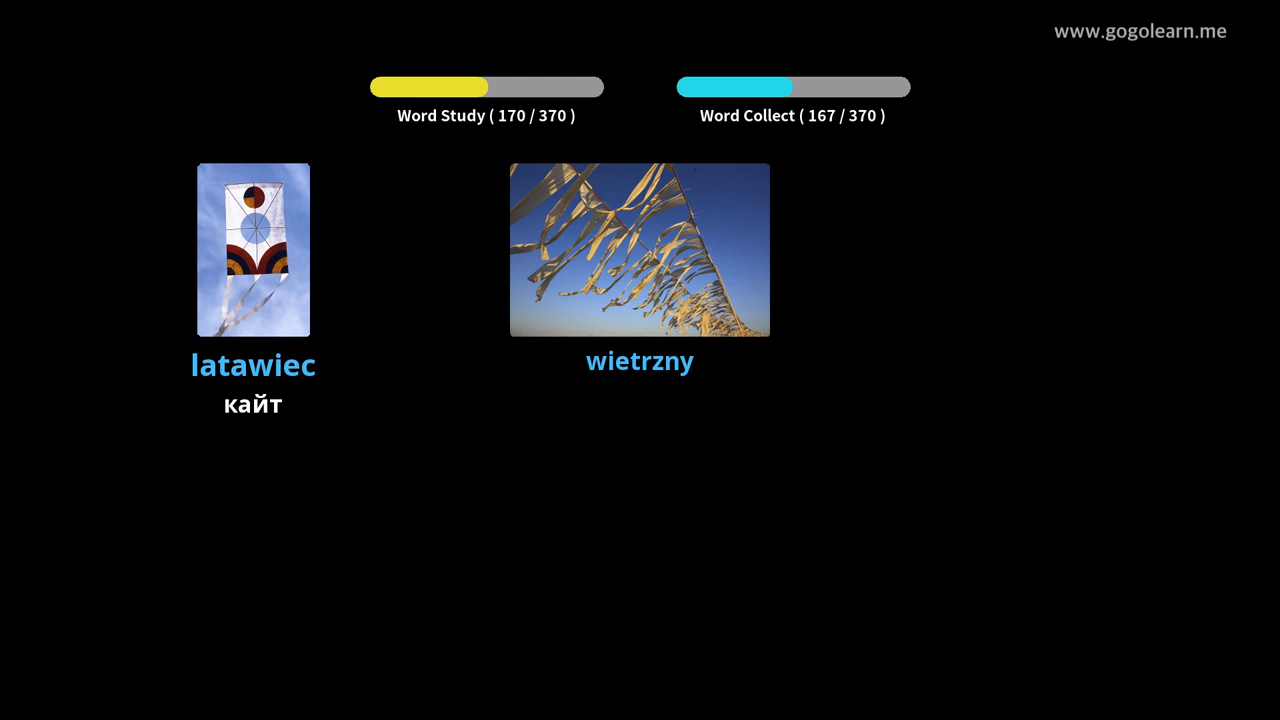 www.gogolearn.me
Word Study ( 170 / 370 )
Word Collect ( 167 / 370 )
latawiec
wietrzny
кайт